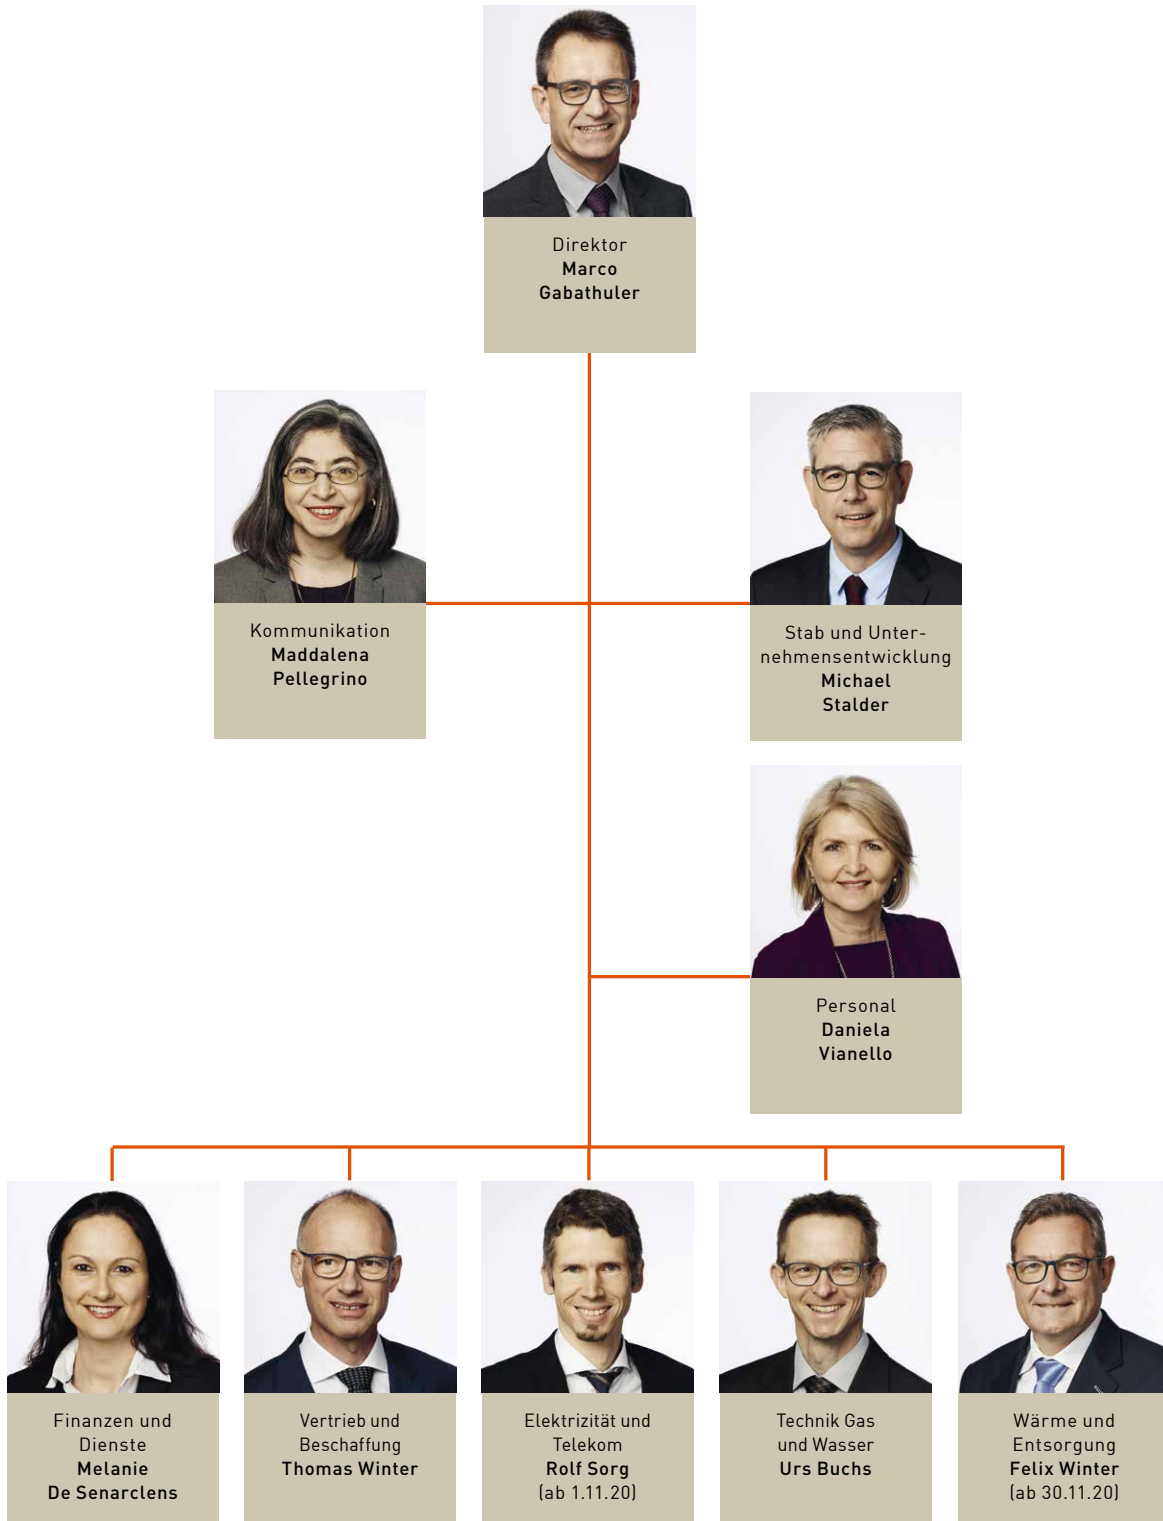 Direktor
Marco
Gabathuler
Kommunikation
Maddalena
Pellegrino
Stab und Unter-
nehmensentwicklung
Michael
Stalder
Personal
Daniela
Vianello
Finanzen und
Dienste
Melanie
De Senarclens
Vertrieb und
Beschaffung
Thomas Winter
Elektrizität und
Telekom
Rolf Sorg
(ab 1.11.20)
Technik Gas
und Wasser
Urs Buchs
Wärme und
Entsorgung
Felix Winter
(ab 30.11.20)